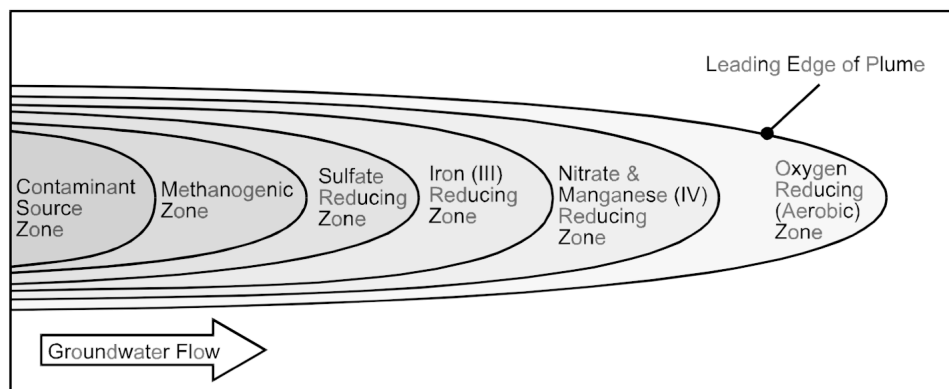 Leading Edge of Plume
Contaminant
Source
Zone
Methanogenic
Zone
Sulfate
Reducing
Zone
Iron (III)
Reducing
Zone
Nitrate &
Manganese (IV)
Reducing
Zone
Oxygen
Reducing
(Aerobic)
Zone
Groundwater Flow